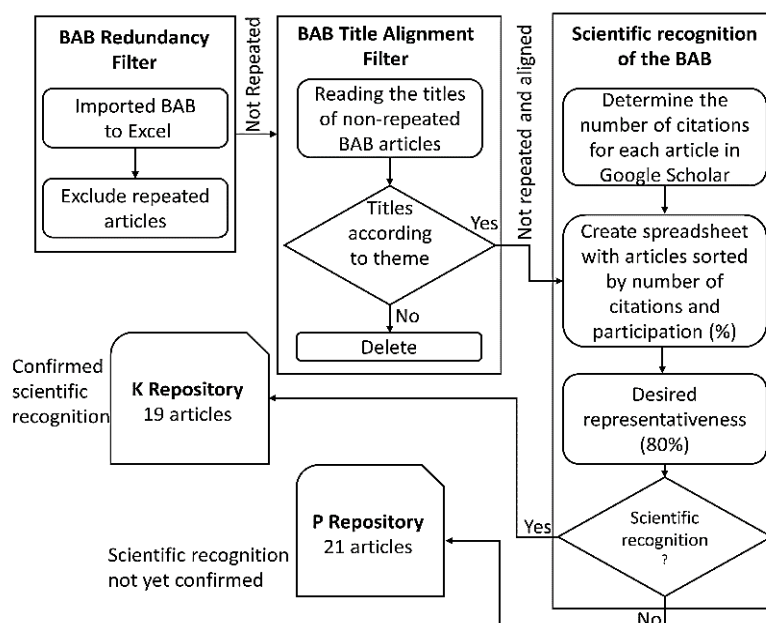 BAB Redundancy
Filter
Imported BAB
to Excel
Exclude repeated
articles
Not Repeated
BAB Title Alignment
Filter
Reading the titles
of non-repeated
BAB articles
Titles
according
to theme
Yes
No
Delete
Not repeated and aligned
Scientific recognition
of the BAB
Determine the
number of citations
for each article in
Google Scholar
Create spreadsheet
with articles sorted
by number of
citations and
participation (%)
Desired
representativeness
(80%)
Scientific
recognition
?
Yes
No
Confirmed
scientific
recognition
K Repository
19 articles
P Repository
21 articles
Scientific recognition
not yet confirmed